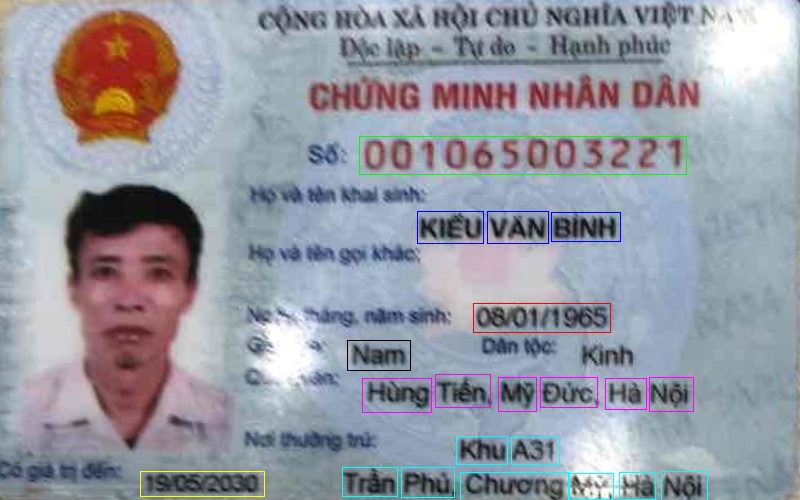 CỘNG HÒA XÃ HỘI CHỦ NGHĨA VIỆT NAM
Độc lập - Tự do - Hạnh phúc
CHỨNG MINH NHÂN DÂN
Số: 001065003221
Họ và tên khai sinh:
KIỀU VĂN BÌNH
Họ và tên gọi khác:
tháng, năm sinh: 08/01/1965
Nam Dân tộc: Kinh
Hùng Tiến, Mỹ Đức, Hà Nội
Nơi thường trú:
Khu A31
Có giá trị đến: 19/05/2030
Trần Phú, Chương Mỹ, Hà Nội